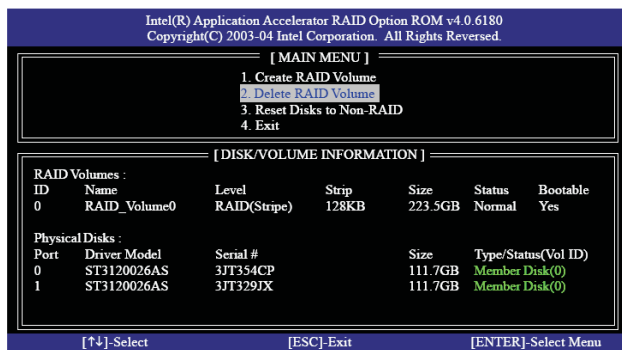 Intel(R) Application Accelerator RAID Option ROM v4.0.6180
Copyright(C) 2003-04 Intel Corporation. All Rights Reversed.
[ MAIN MENU ]
1. Create RAID Volume
2. Delete RAID Volume
3. Reset Disks to Non-RAID
4. Exit
[ DISK/VOLUME INFORMATION ]
RAID Volumes :
ID Name Level Strip Size Status Bootable
0 RAID_Volume0 RAID(Stripe) 128KB 223.5GB Normal Yes
Physical Disks :
Port Driver Model Serial # Size Type/Status(Vol ID)
0 ST3120026AS 3JT354CP 111.7GB Member Disk(0)
1 ST3120026AS 3JT329JX 111.7GB Member Disk(0)
[↑↓]-Select [ESC]-Exit [ENTER]-Select Menu